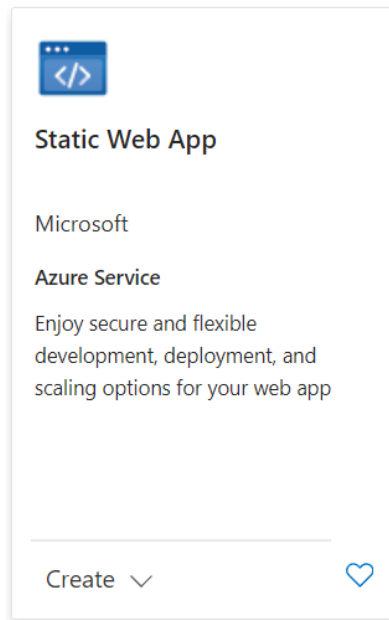 Static Web App
Microsoft
Azure Service
Enjoy secure and flexible
development, deployment, and
scaling options for your web app
Create